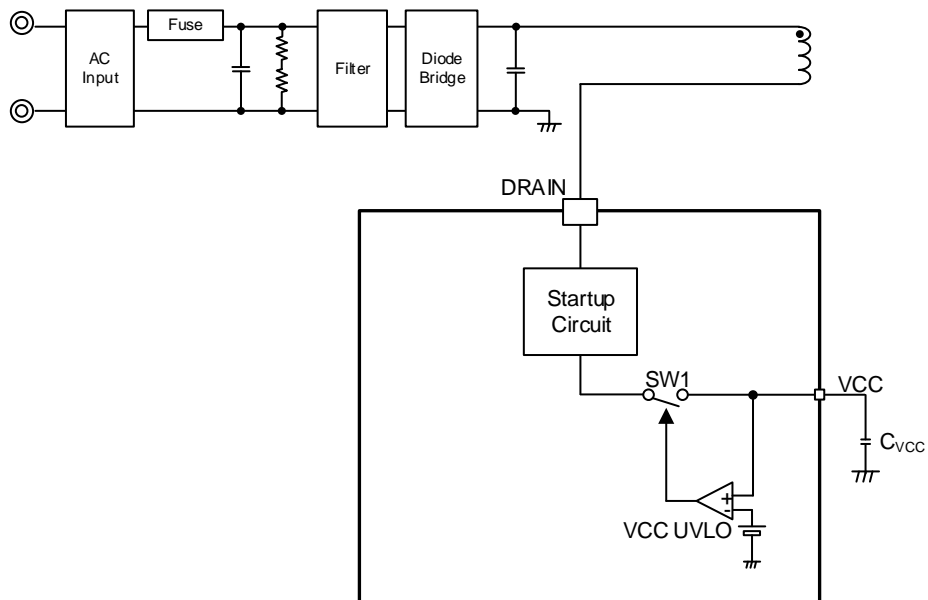 Fuse
AC
Input
Filter
Diode
Bridge
DRAIN
Startup
Circuit
SW1
VCC
CVCC
+
-
VCC UVLO